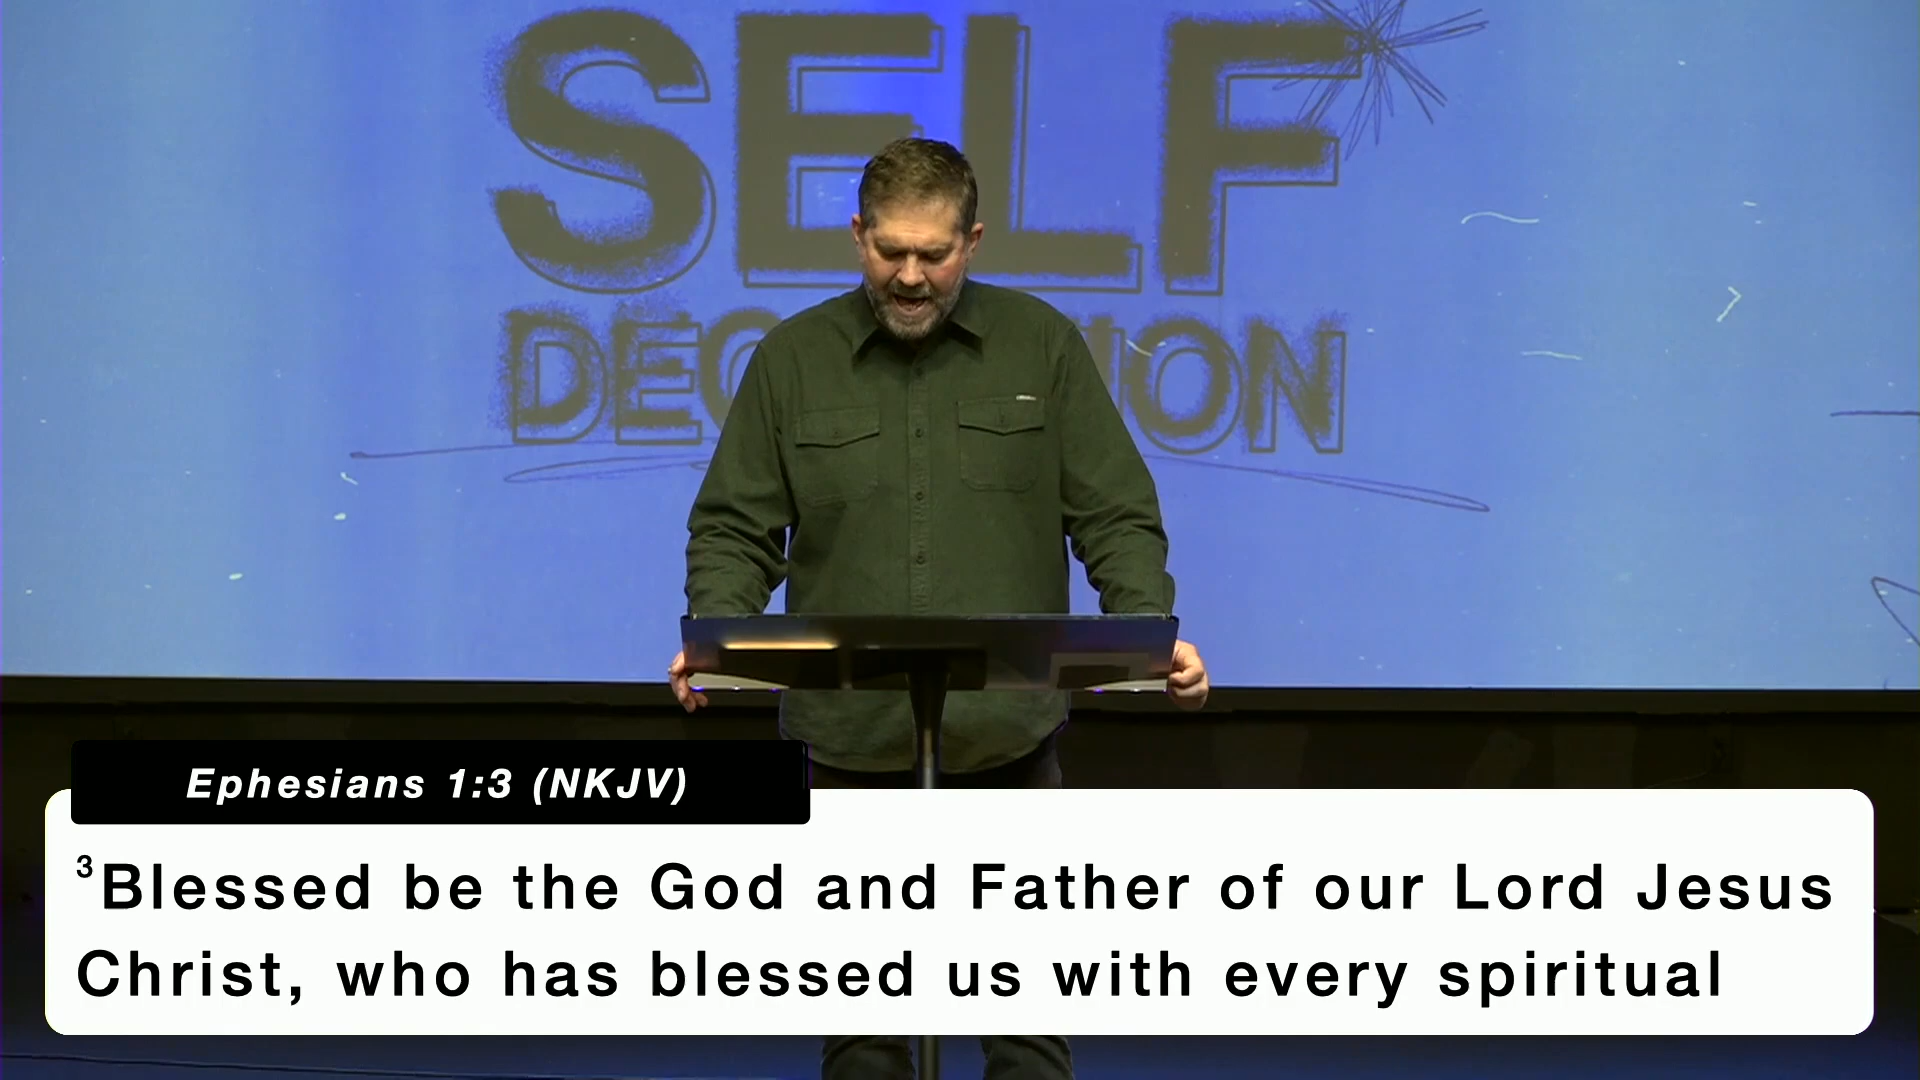 SELF
Ephesians 1:3 (NKJV)
³Blessed be the God and Father of our Lord Jesus
Christ, who has blessed us with every spiritual